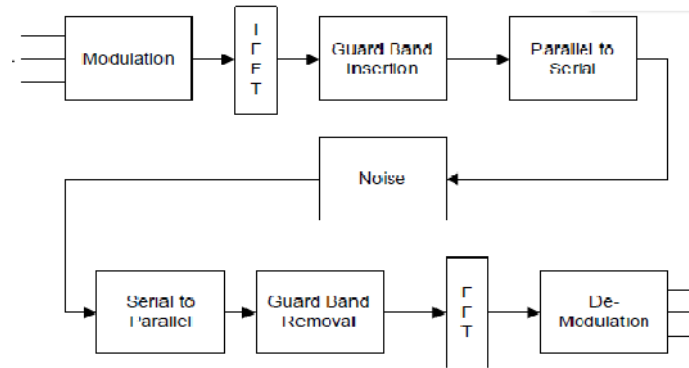 Modulation
I
F
F
T
Guard Band
Insertion
Parallel to
Serial
Noise
Serial to
Parallel
Guard Band
Removal
F
F
T
De-
Modulation